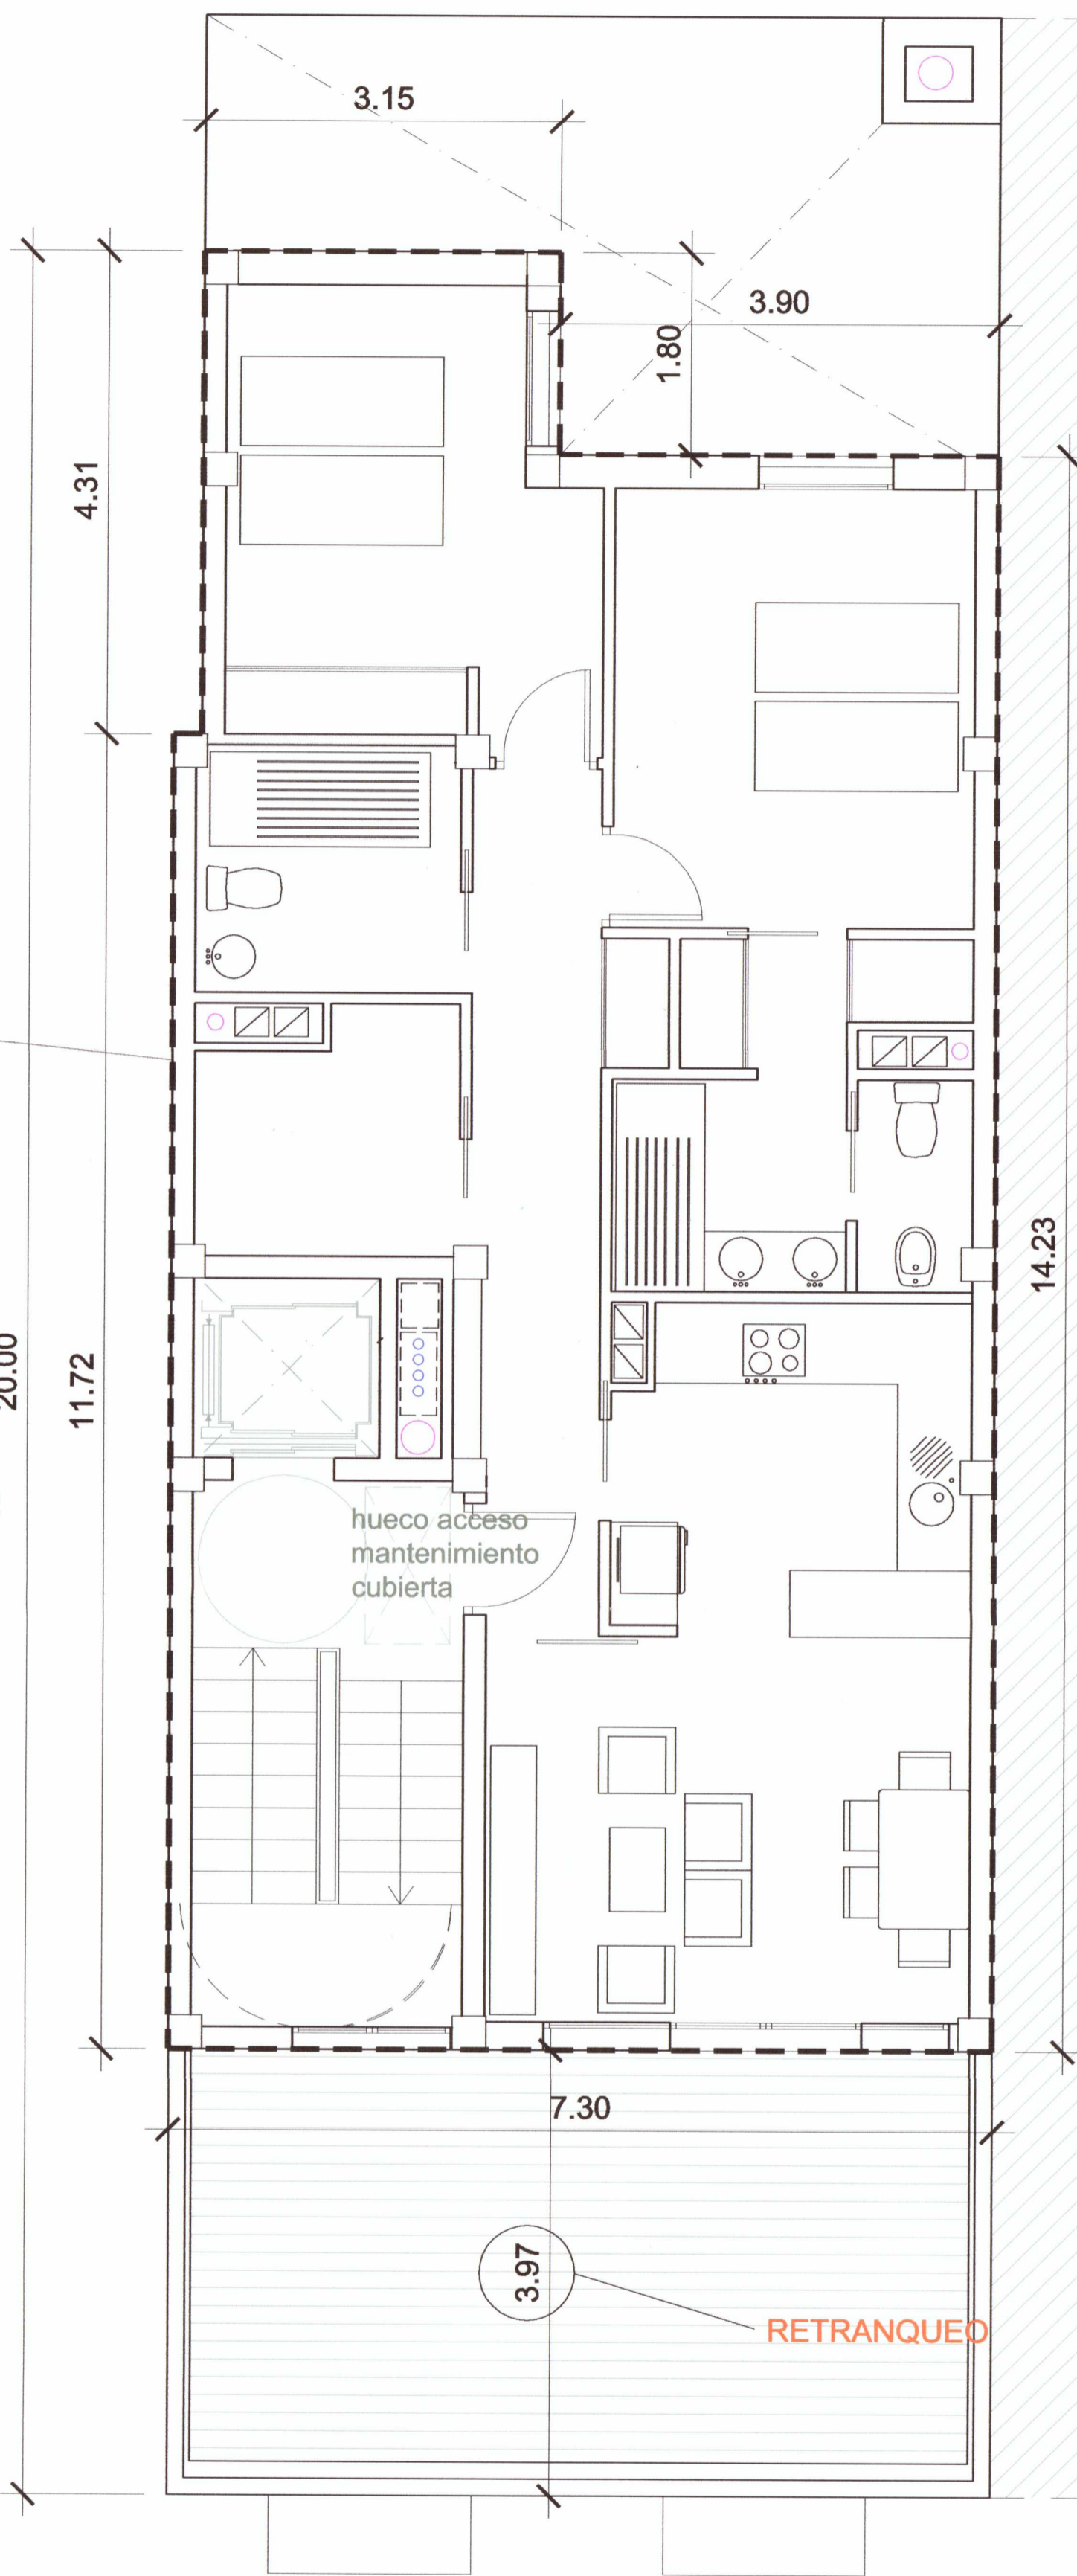 3.15
3.90
1.80
4.31
14.23
20.00
11.72
hueco acceso
mantenimiento
cubierta
7.30
3.97
RETRANQUEO